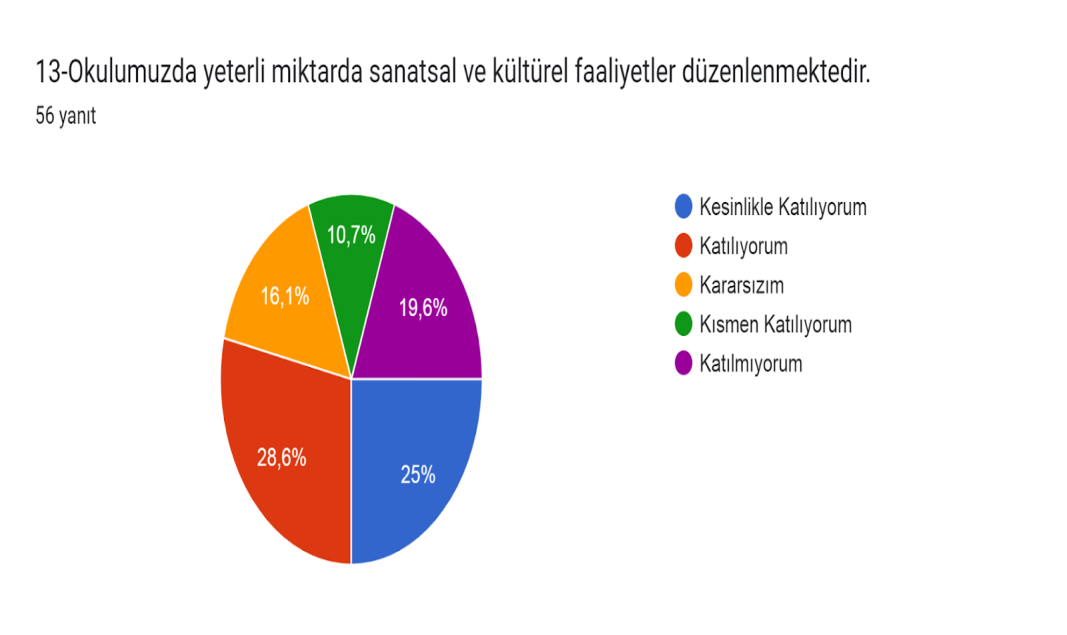 13-Okulumuzda yeterli miktarda sanatsal ve kültürel faaliyetler düzenlenmektedir.
56 yanıt
10,7%
16,1%
19,6%
28,6%
25%
Kesinlikle Katılıyorum
Katılıyorum
Kararsızım
Kısmen Katılıyorum
Katılmıyorum